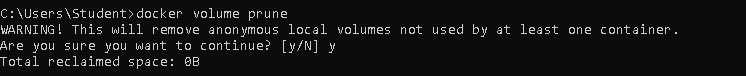 C:\Users\Student>docker volume prune
WARNING! This will remove anonymous local volumes not used by at least one container.
Are you sure you want to continue? [y/N] y
Total reclaimed space: 0B